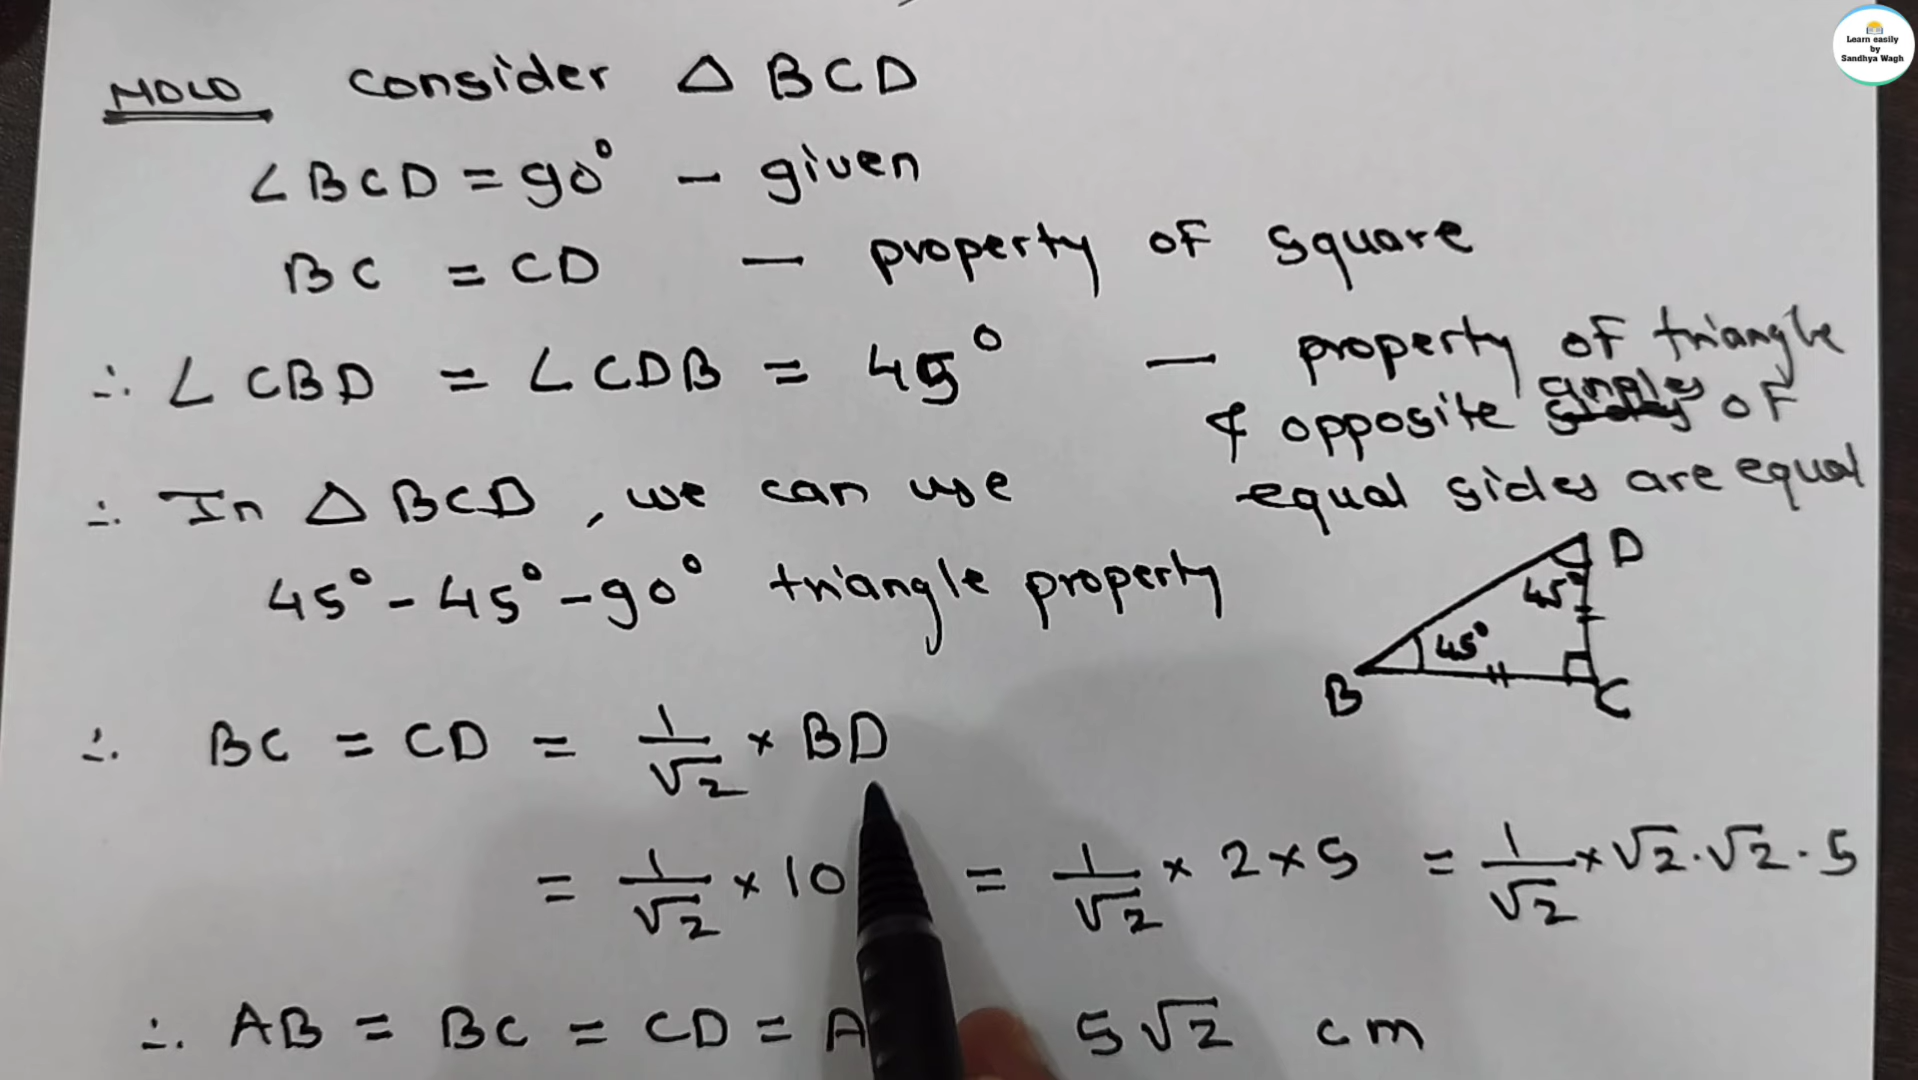 Now consider △ BCD
∠BCD = 90° – given
BC = CD — property of square
∴ ∠CBD = ∠CDB = 45° — property of triangle
& opposite angles of
equal sides are equal
∴ In △ BCD, we can use
45° - 45° - 90° triangle property
D
45°
45°
B
C
∴ BC = CD = 1/√2 × BD
= 1/√2 × 10 = 1/√2 × 2 × 5 = 1/√2 × √2 · √2 · 5
∴ AB = BC = CD = A 5√2 cm
Learn easily
by
Sandhya Wagh